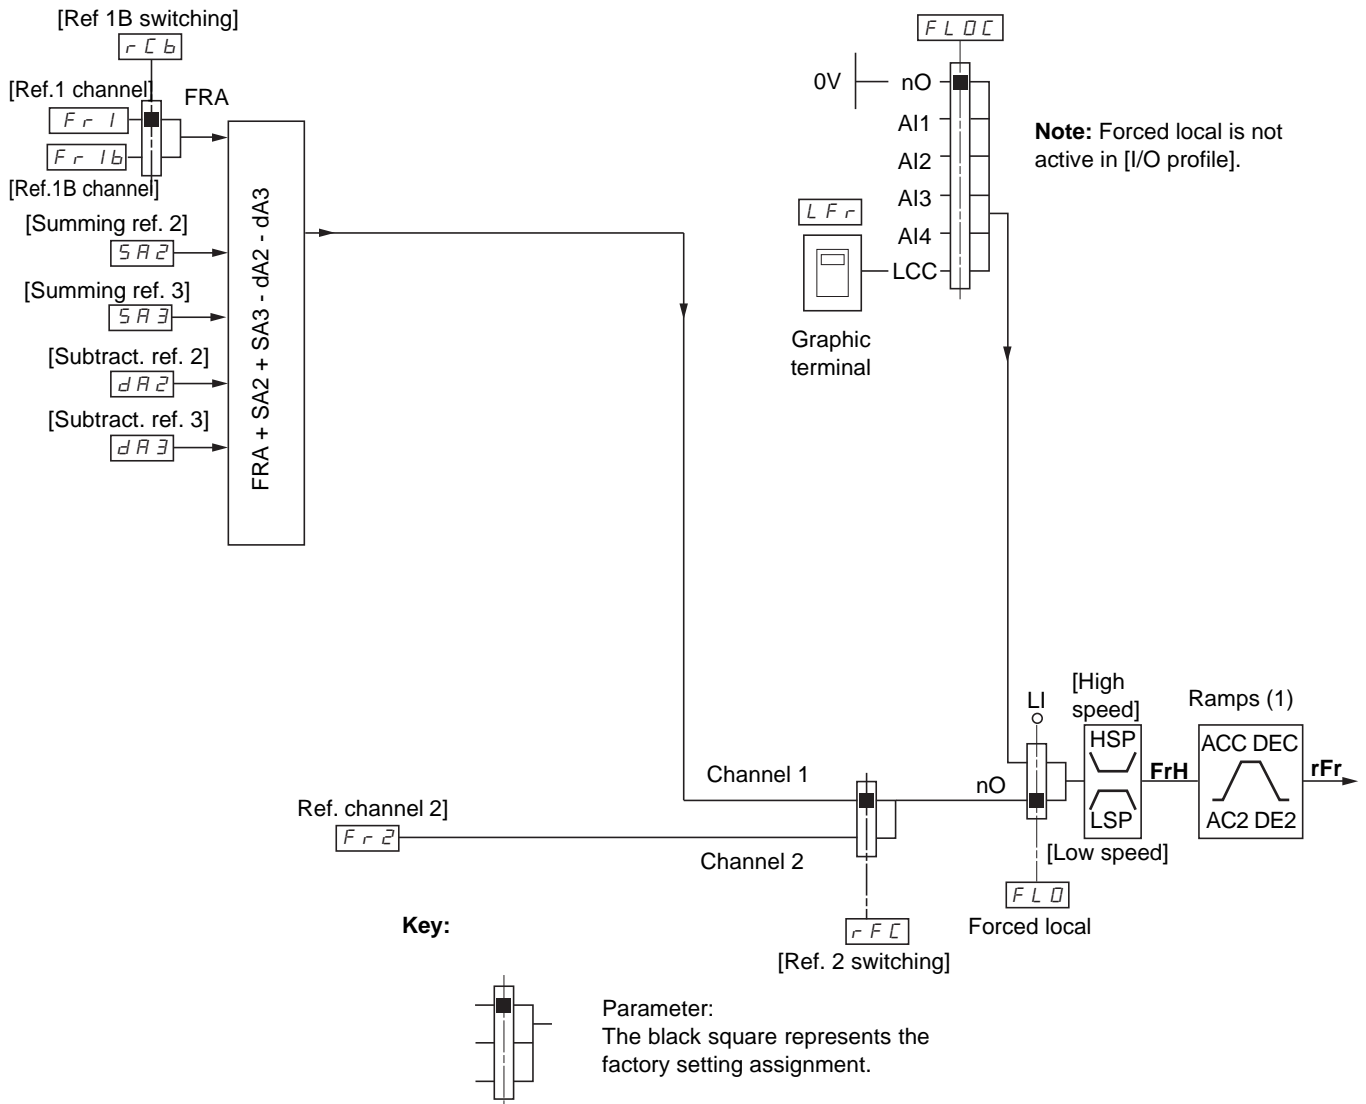 [Ref 1B switching]
rCb
[Ref.1 channel]
FRA
Fr1
Fr1b
[Ref.1B channel]
[Summing ref. 2]
SA2
[Summing ref. 3]
SA3
[Subtract. ref. 2]
dA2
[Subtract. ref. 3]
dA3
FRA + SA2 + SA3 - dA2 - dA3
FLOC
0V
nO
AI1
AI2
AI3
AI4
LCC
LFr
Graphic
terminal
Note: Forced local is not
active in [I/O profile].
Channel 1
Ref. channel 2]
Fr2
Channel 2
rFC
[Ref. 2 switching]
nO
LI
FLO
Forced local
[High
speed]
HSP
LSP
[Low speed]
FrH
Ramps (1)
ACC DEC
AC2 DE2
rFr
Key:
Parameter:
The black square represents the
factory setting assignment.